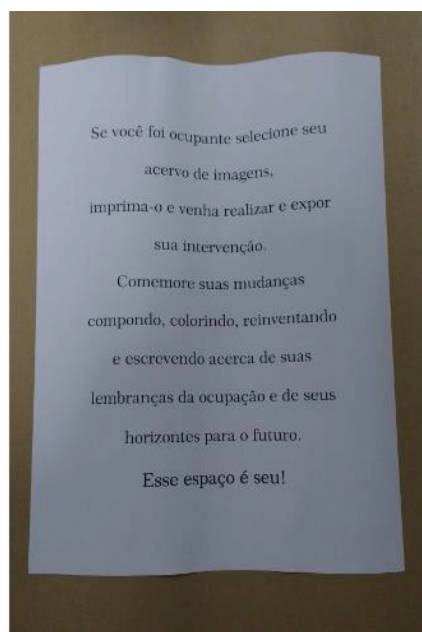 Se você foi ocupante selecione seu
acervo de imagens,
imprima-o e venha realizar e expor
sua intervenção.
Comemore suas mudanças
compondo, colorindo, reinventando
e escrevendo acerca de suas
lembranças da ocupação e de seus
horizontes para o futuro.
Esse espaço é seu!